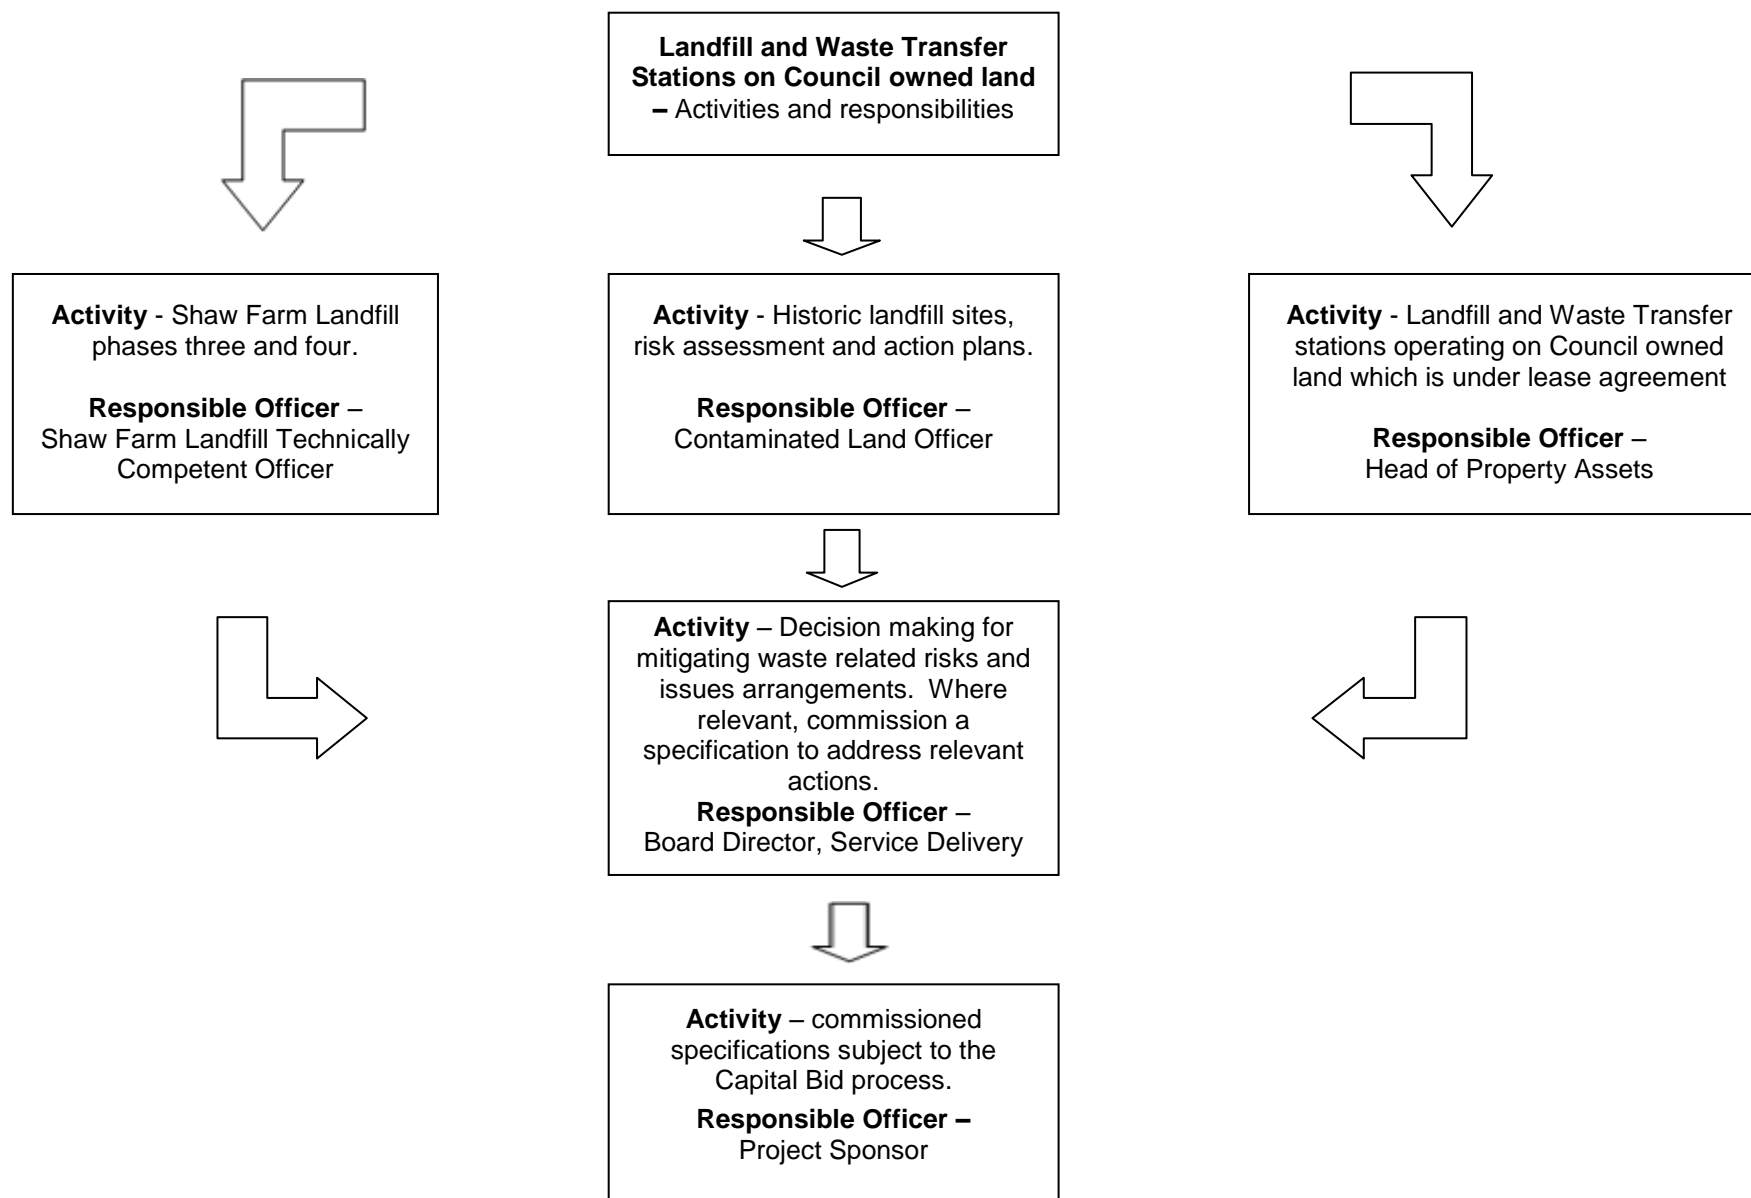 Landfill and Waste Transfer
Stations on Council owned land
– Activities and responsibilities
Activity - Shaw Farm Landfill
phases three and four.
Responsible Officer –
Shaw Farm Landfill Technically
Competent Officer
Activity - Historic landfill sites,
risk assessment and action plans.
Responsible Officer –
Contaminated Land Officer
Activity - Landfill and Waste Transfer
stations operating on Council owned
land which is under lease agreement
Responsible Officer –
Head of Property Assets
Activity – Decision making for
mitigating waste related risks and
issues arrangements.  Where
relevant, commission a
specification to address relevant
actions.
Responsible Officer –
Board Director, Service Delivery
Activity – commissioned
specifications subject to the
Capital Bid process.
Responsible Officer –
Project Sponsor